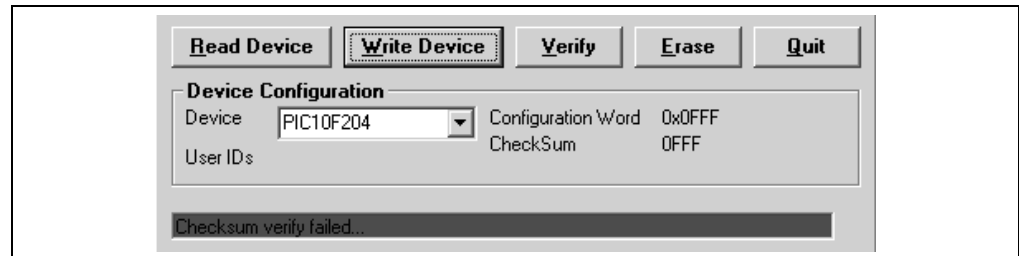 Read Device Write Device Verify Erase Quit
Device Configuration
Device PIC10F204 Configuration Word 0x0FFF
CheckSum 0FFF
User IDs
Checksum verify failed...